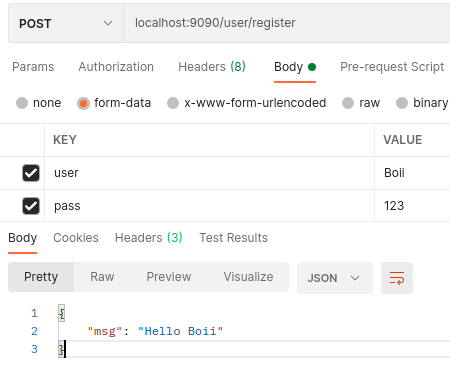 POST localhost:9090/user/register
Params Authorization Headers (8) Body Pre-request Script
none form-data x-www-form-urlencoded raw binary
KEY VALUE
user Boii
pass 123
Body Cookies Headers (3) Test Results
Pretty Raw Preview Visualize JSON
1 {
2 "msg": "Hello Boii"
3 }